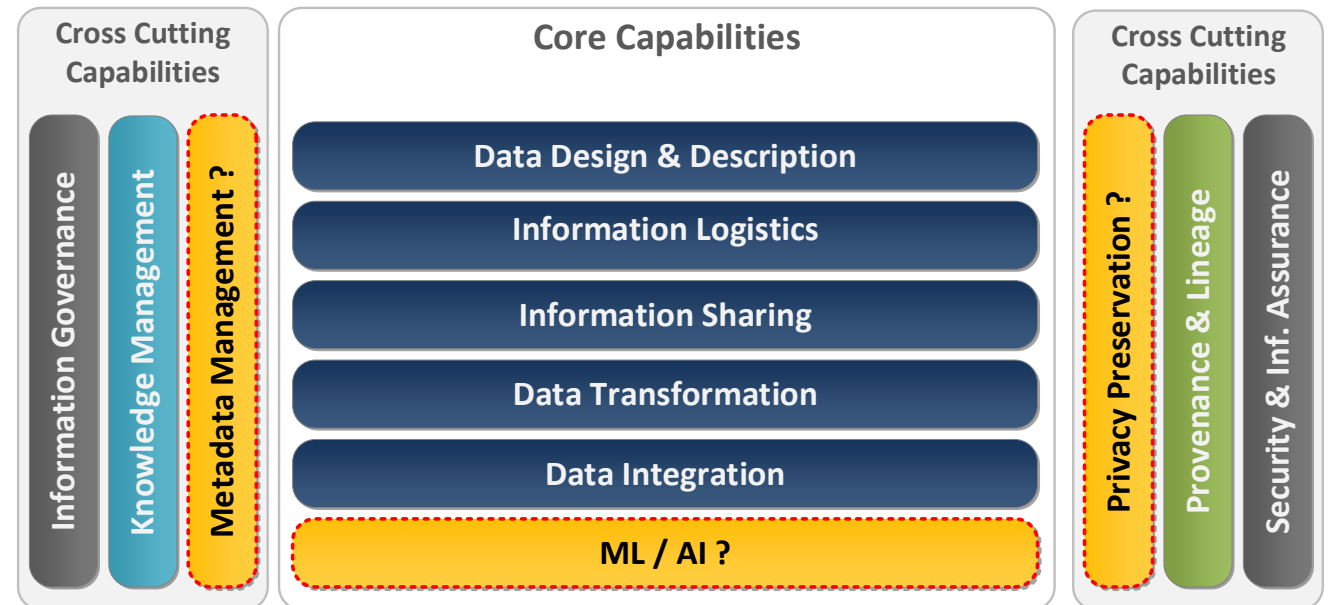 Cross Cutting
Capabilities
Information Governance
Knowledge Management
Metadata Management ?
Core Capabilities
Data Design & Description
Information Logistics
Information Sharing
Data Transformation
Data Integration
ML / AI ?
Cross Cutting
Capabilities
Privacy Preservation ?
Provenance & Lineage
Security & Inf. Assurance